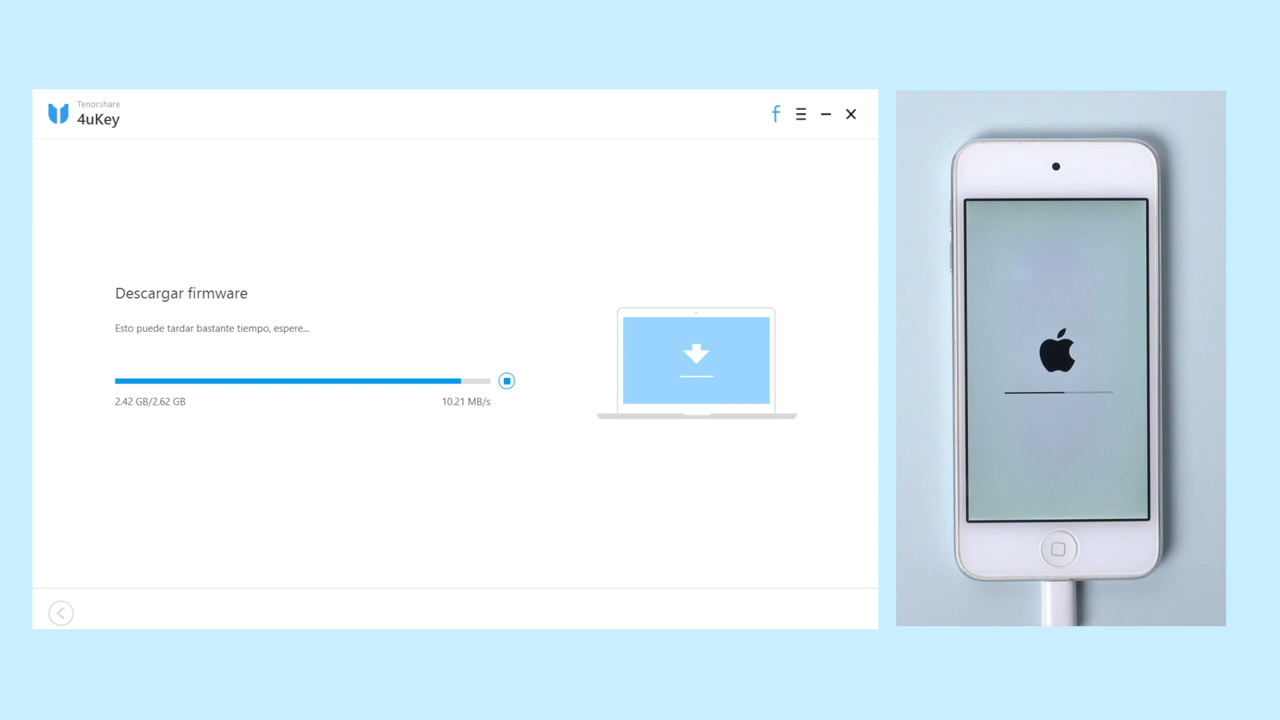 Tenorshare
4uKey
Descargar firmware
Esto puede tardar bastante tiempo, espere...
2.42 GB/2.62 GB
10.21 MB/s